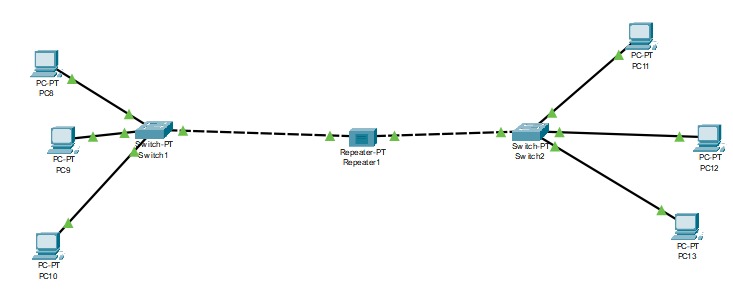 PC-PT
PC8
PC-PT
PC9
PC-PT
PC10
Switch-PT
Switch1
Repeater-PT
Repeater1
Switch-PT
Switch2
PC-PT
PC11
PC-PT
PC12
PC-PT
PC13